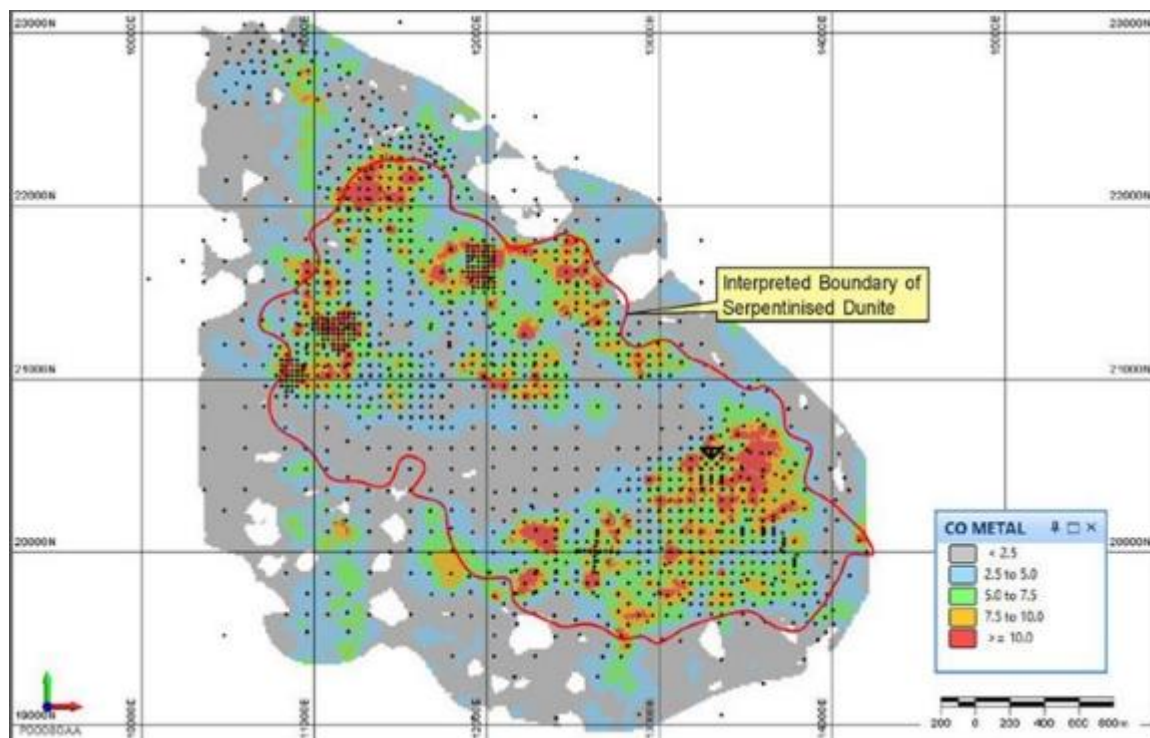 23000N
23000N
22000N
22000N
Interpreted Boundary of
Serpentinised Dunite
21000N
21000N
20000N
20000N
CO METAL
< 2.5
2.5 to 5.0
5.0 to 7.5
7.5 to 10.0
>= 10.0
19000N
P00080AA
200 0 200 400 600 800m